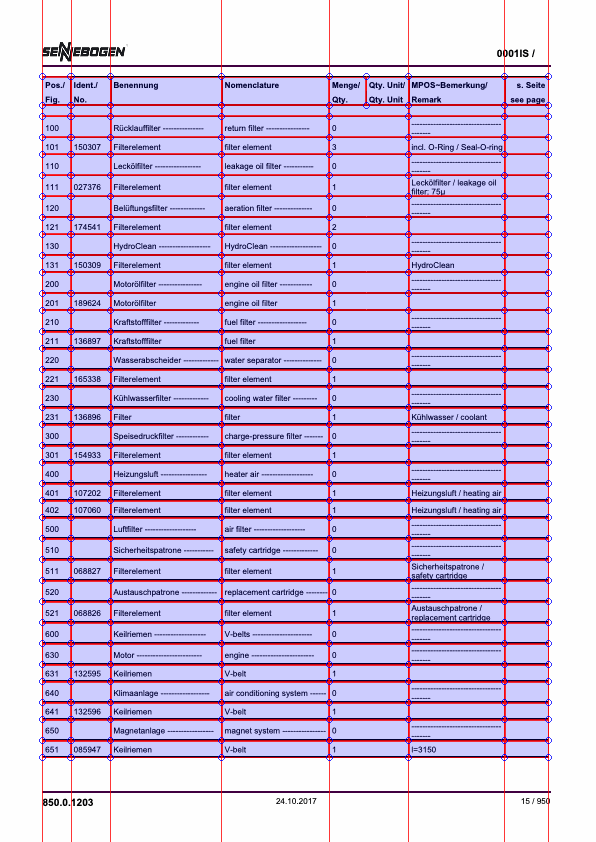 SENNEBOGEN
0001IS /
Pos./ Ident./ Benennung Nomenclature Menge/ Qty. Unit/ MPOS~Bemerkung/ s. Seite
Fig. No. Qty. Qty. Unit Remark see page
100 Rücklauffilter --------------- return filter ---------------- 0 --------------------------------
-------
101 150307 Filterelement filter element 3 incl. O-Ring / Seal-O-ring
110 Leckölfilter ----------------- leakage oil filter ----------- 0 --------------------------------
-------
111 027376 Filterelement filter element 1 Leckölfilter / leakage oil
filter; 75µ
120 Belüftungsfilter ------------- aeration filter -------------- 0 --------------------------------
-------
121 174541 Filterelement filter element 2
130 HydroClean ------------------- HydroClean ------------------- 0 --------------------------------
-------
131 150309 Filterelement filter element 1 HydroClean
200 Motorölfilter ---------------- engine oil filter ------------ 0 --------------------------------
-------
201 189624 Motorölfilter engine oil filter 1
210 Kraftstofffilter ------------- fuel filter ------------------ 0 --------------------------------
-------
211 136897 Kraftstofffilter fuel filter 1
220 Wasserabscheider ------------- water separator -------------- 0 --------------------------------
-------
221 165338 Filterelement filter element 1
230 Kühlwasserfilter ------------- cooling water filter --------- 0 --------------------------------
-------
231 136896 Filter filter 1 Kühlwasser / coolant
300 Speisedruckfilter ------------ charge-pressure filter ------- 0 --------------------------------
-------
301 154933 Filterelement filter element 1
400 Heizungsluft ----------------- heater air ------------------- 0 --------------------------------
-------
401 107202 Filterelement filter element 1 Heizungsluft / heating air
402 107060 Filterelement filter element 1 Heizungsluft / heating air
500 Luftfilter ------------------- air filter ------------------- 0 --------------------------------
-------
510 Sicherheitspatrone ----------- safety cartridge ------------- 0 --------------------------------
-------
511 068827 Filterelement filter element 1 Sicherheitspatrone /
safety cartridge
520 Austauschpatrone ------------- replacement cartridge -------- 0 --------------------------------
-------
521 068826 Filterelement filter element 1 Austauschpatrone /
replacement cartridge
600 Keilriemen ------------------- V-belts ---------------------- 0 --------------------------------
-------
630 Motor ------------------------ engine ----------------------- 0 --------------------------------
-------
631 132595 Keilriemen V-belt 1
640 Klimaanlage ------------------ air conditioning system ------ 0 --------------------------------
-------
641 132596 Keilriemen V-belt 1
650 Magnetanlage ----------------- magnet system ---------------- 0 --------------------------------
-------
651 085947 Keilriemen V-belt 1 l=3150
850.0.1203 24.10.2017 15 / 950